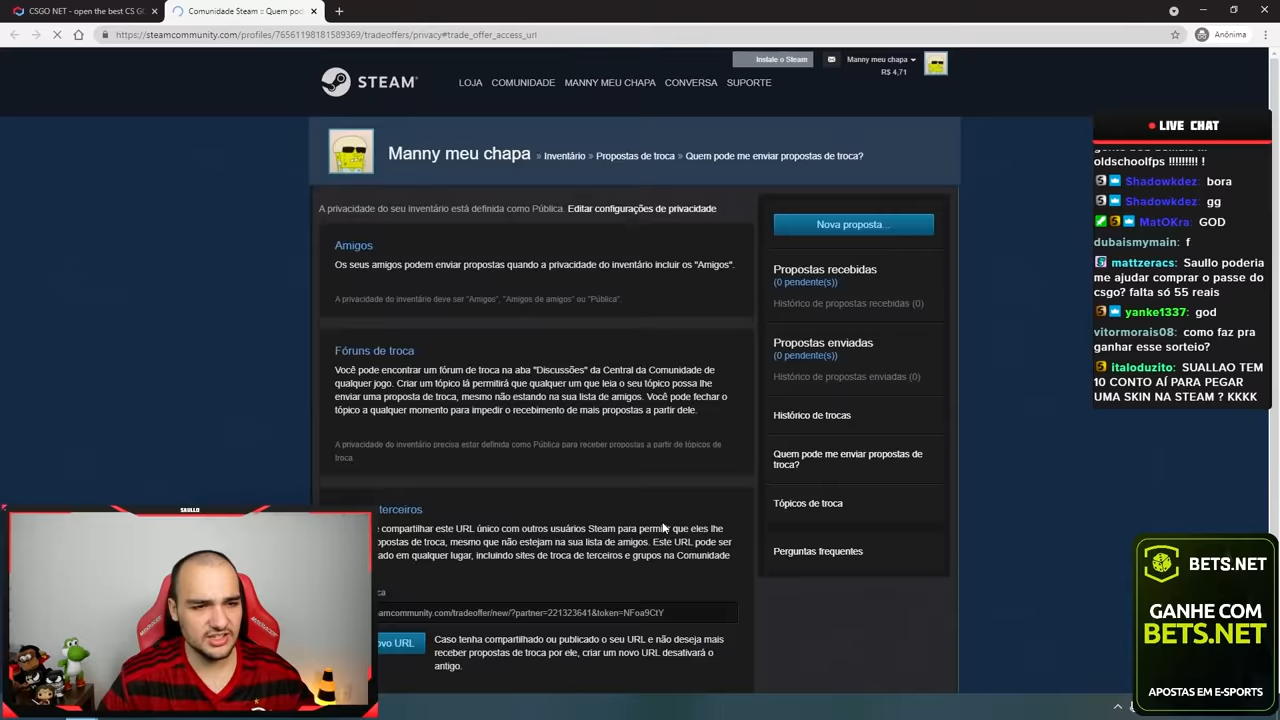 CSGO NET - open the best CS G
Comunidade Steam :: Quem pod
https://steamcommunity.com/profiles/76561198181589369/tradeoffers/privacy#trade_offer_access_url
Anônima
Instale o Steam
Manny meu chapa
R$ 4,71
STEAM
LOJA COMUNIDADE MANNY MEU CHAPA CONVERSA SUPORTE
Manny meu chapa » Inventário » Propostas de troca » Quem pode me enviar propostas de troca?
A privacidade do seu inventário está definida como Pública. Editar configurações de privacidade
Amigos
Os seus amigos podem enviar propostas quando a privacidade do inventário incluir os "Amigos".
A privacidade do inventário deve ser "Amigos", "Amigos de amigos" ou "Pública".
Fóruns de troca
Você pode encontrar um fórum de troca na aba "Discussões" da Central da Comunidade de
qualquer jogo. Criar um tópico lá permitirá que qualquer um que leia o seu tópico possa lhe
enviar uma proposta de troca, mesmo não estando na sua lista de amigos. Você pode fechar o
tópico a qualquer momento para impedir o recebimento de mais propostas a partir dele.
A privacidade do inventário precisa estar definida como Pública para receber propostas a partir de tópicos de
troca.
terceiros
compartilhar este URL único com outros usuários Steam para permitir que eles lhe
opostas de troca, mesmo que não estejam na sua lista de amigos. Este URL pode ser
ado em qualquer lugar, incluindo sites de troca de terceiros e grupos na Comunidade
ca
amcommunity.com/tradeoffer/new/?partner=221323641&token=NFoa9CtY
ovo URL
Caso tenha compartilhado ou publicado o seu URL e não deseja mais
receber propostas de troca por ele, criar um novo URL desativará o
antigo.
Nova proposta...
Propostas recebidas
(0 pendente(s))
Histórico de propostas recebidas (0)
Propostas enviadas
(0 pendente(s))
Histórico de propostas enviadas (0)
Histórico de trocas
Quem pode me enviar propostas de
troca?
Tópicos de troca
Perguntas frequentes
LIVE CHAT
oldschoolfps !!!!!!!!! !
Shadowkdez: bora
Shadowkdez: gg
MatOKra: GOD
dubaismymain: f
mattzeracs: Saullo poderia
me ajudar comprar o passe do
csgo? falta só 55 reais
yanke1337: god
vitormorais08: como faz pra
ganhar esse sorteio?
italoduzito: SUALLAO TEM
10 CONTO AÍ PARA PEGAR
UMA SKIN NA STEAM ? KKKK
SAULLO
BETS.NET
GANHE COM
BETS.NET
APOSTAS EM E-SPORTS